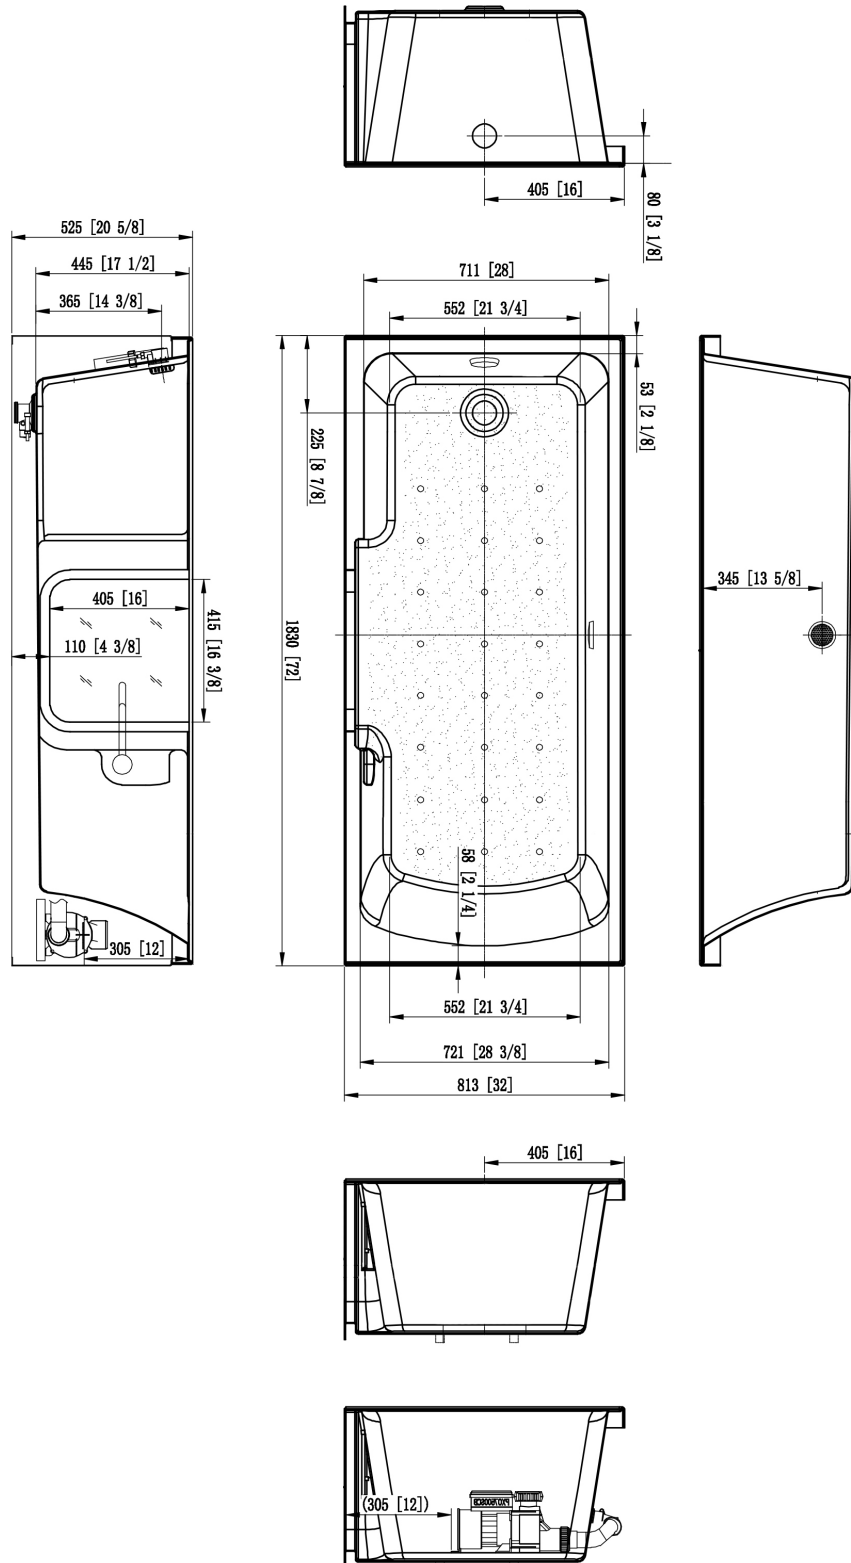 405 [16]
80 [3 1/8]
525 [20 5/8]
445 [17 1/2]
365 [14 3/8]
711 [28]
552 [21 3/4]
53 [2 1/8]
225 [8 7/8]
345 [13 5/8]
405 [16]
415 [16 3/8]
110 [4 3/8]
1830 [72]
58 [2 1/4]
305 [12]
552 [21 3/4]
721 [28 3/8]
813 [32]
405 [16]
(305 [12])